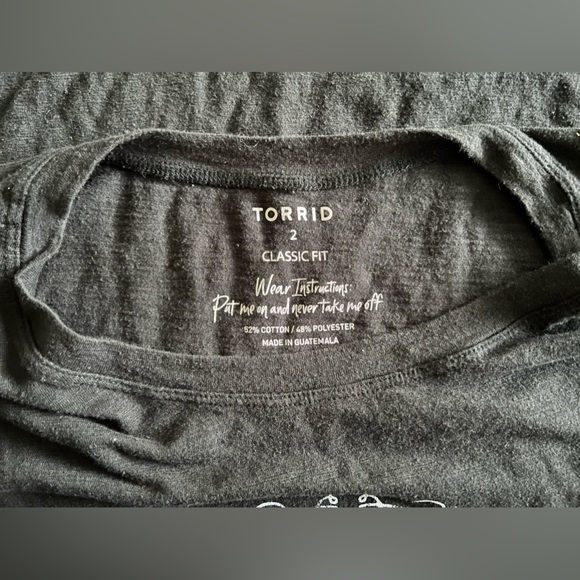 TORRID
2
CLASSIC FIT
Wear Instructions:
Put me on and never take me off
52% COTTON / 48% POLYESTER
MADE IN GUATEMALA